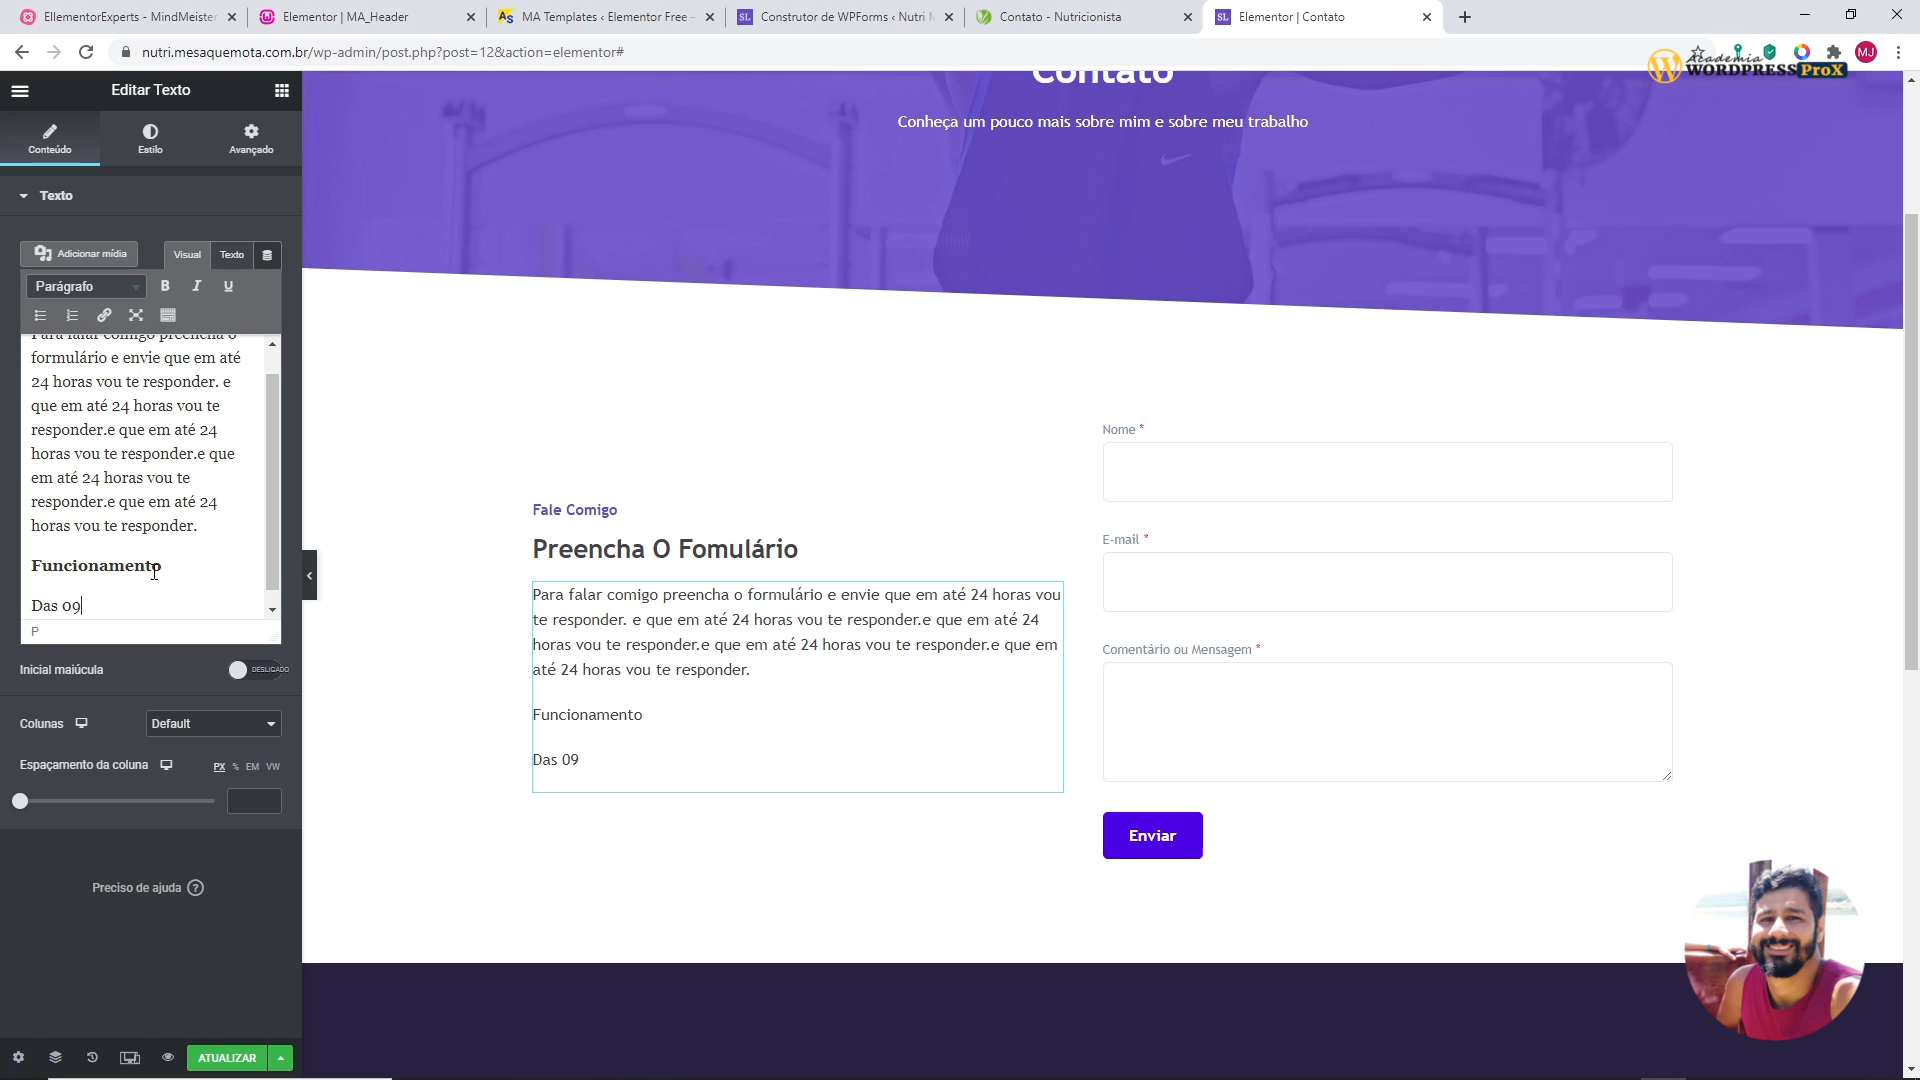 EllementorExperts - MindMeister
Elementor | MA_Header
MA Templates ‹ Elementor Free –
Construtor de WPForms ‹ Nutri M
Contato - Nutricionista
Elementor | Contato
nutri.mesaquemota.com.br/wp-admin/post.php?post=12&action=elementor#
MJ
Academia
WORDPRESS ProX
Editar Texto
Conteúdo
Estilo
Avançado
Texto
Adicionar mídia
Visual
Texto
Parágrafo
B I U
Para falar comigo preencha o
formulário e envie que em até
24 horas vou te responder. e
que em até 24 horas vou te
responder.e que em até 24
horas vou te responder.e que
em até 24 horas vou te
responder.e que em até 24
horas vou te responder.
Funcionamento
Das 09
P
Inicial maiúcula
DESLIGADO
Colunas
Default
Espaçamento da coluna
PX % EM VW
Preciso de ajuda ?
ATUALIZAR
Contato
Conheça um pouco mais sobre mim e sobre meu trabalho
Fale Comigo
Preencha O Fomulário
Para falar comigo preencha o formulário e envie que em até 24 horas vou
te responder. e que em até 24 horas vou te responder.e que em até 24
horas vou te responder.e que em até 24 horas vou te responder.e que em
até 24 horas vou te responder.
Funcionamento
Das 09
Nome *
E-mail *
Comentário ou Mensagem *
Enviar